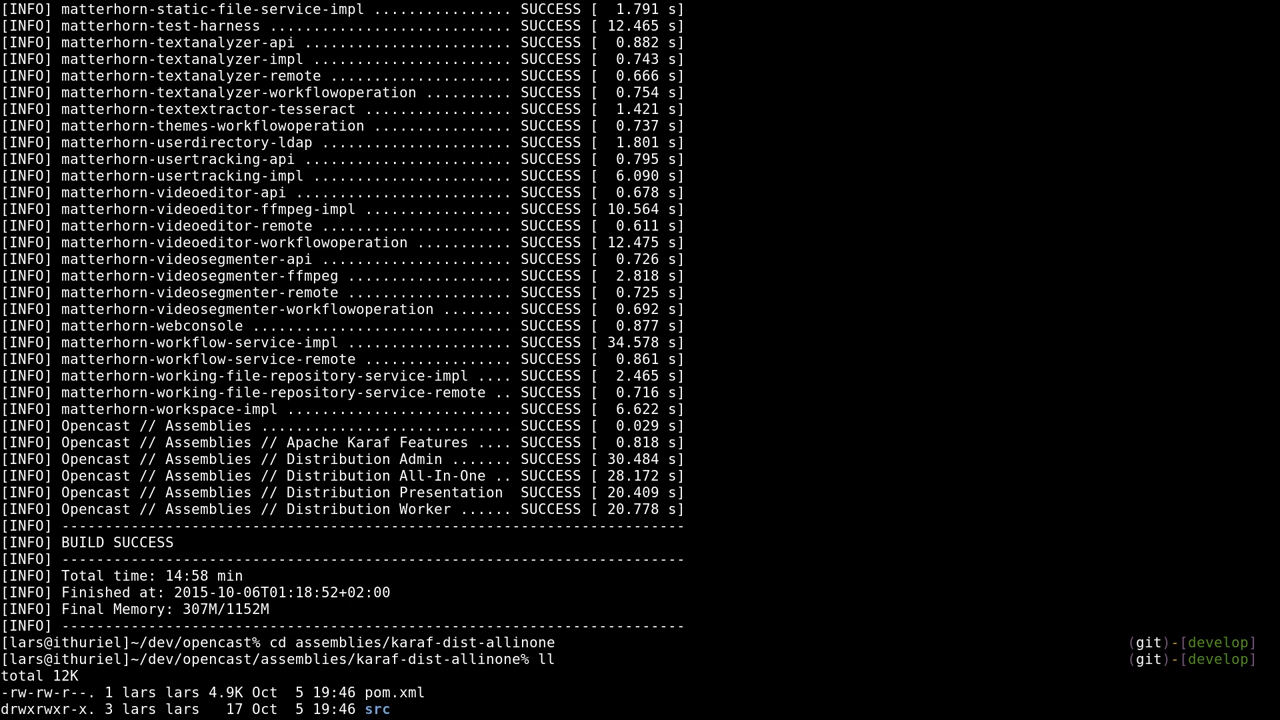 [INFO] matterhorn-static-file-service-impl ................ SUCCESS [  1.791 s]
[INFO] matterhorn-test-harness ............................ SUCCESS [ 12.465 s]
[INFO] matterhorn-textanalyzer-api ........................ SUCCESS [  0.882 s]
[INFO] matterhorn-textanalyzer-impl ....................... SUCCESS [  0.743 s]
[INFO] matterhorn-textanalyzer-remote ..................... SUCCESS [  0.666 s]
[INFO] matterhorn-textanalyzer-workflowoperation .......... SUCCESS [  0.754 s]
[INFO] matterhorn-textextractor-tesseract ................. SUCCESS [  1.421 s]
[INFO] matterhorn-themes-workflowoperation ................ SUCCESS [  0.737 s]
[INFO] matterhorn-userdirectory-ldap ...................... SUCCESS [  1.801 s]
[INFO] matterhorn-usertracking-api ........................ SUCCESS [  0.795 s]
[INFO] matterhorn-usertracking-impl ....................... SUCCESS [  6.090 s]
[INFO] matterhorn-videoeditor-api ......................... SUCCESS [  0.678 s]
[INFO] matterhorn-videoeditor-ffmpeg-impl ................. SUCCESS [ 10.564 s]
[INFO] matterhorn-videoeditor-remote ...................... SUCCESS [  0.611 s]
[INFO] matterhorn-videoeditor-workflowoperation ........... SUCCESS [ 12.475 s]
[INFO] matterhorn-videosegmenter-api ...................... SUCCESS [  0.726 s]
[INFO] matterhorn-videosegmenter-ffmpeg ................... SUCCESS [  2.818 s]
[INFO] matterhorn-videosegmenter-remote ................... SUCCESS [  0.725 s]
[INFO] matterhorn-videosegmenter-workflowoperation ........ SUCCESS [  0.692 s]
[INFO] matterhorn-webconsole .............................. SUCCESS [  0.877 s]
[INFO] matterhorn-workflow-service-impl ................... SUCCESS [ 34.578 s]
[INFO] matterhorn-workflow-service-remote ................. SUCCESS [  0.861 s]
[INFO] matterhorn-working-file-repository-service-impl .... SUCCESS [  2.465 s]
[INFO] matterhorn-working-file-repository-service-remote .. SUCCESS [  0.716 s]
[INFO] matterhorn-workspace-impl .......................... SUCCESS [  6.622 s]
[INFO] Opencast // Assemblies ............................. SUCCESS [  0.029 s]
[INFO] Opencast // Assemblies // Apache Karaf Features .... SUCCESS [  0.818 s]
[INFO] Opencast // Assemblies // Distribution Admin ....... SUCCESS [ 30.484 s]
[INFO] Opencast // Assemblies // Distribution All-In-One .. SUCCESS [ 28.172 s]
[INFO] Opencast // Assemblies // Distribution Presentation  SUCCESS [ 20.409 s]
[INFO] Opencast // Assemblies // Distribution Worker ...... SUCCESS [ 20.778 s]
[INFO] ------------------------------------------------------------------------
[INFO] BUILD SUCCESS
[INFO] ------------------------------------------------------------------------
[INFO] Total time: 14:58 min
[INFO] Finished at: 2015-10-06T01:18:52+02:00
[INFO] Final Memory: 307M/1152M
[INFO] ------------------------------------------------------------------------
[lars@ithuriel]~/dev/opencast% cd assemblies/karaf-dist-allinone (git)-[develop]
[lars@ithuriel]~/dev/opencast/assemblies/karaf-dist-allinone% ll (git)-[develop]
total 12K
-rw-rw-r--. 1 lars lars 4.9K Oct  5 19:46 pom.xml
drwxrwxr-x. 3 lars lars   17 Oct  5 19:46 src